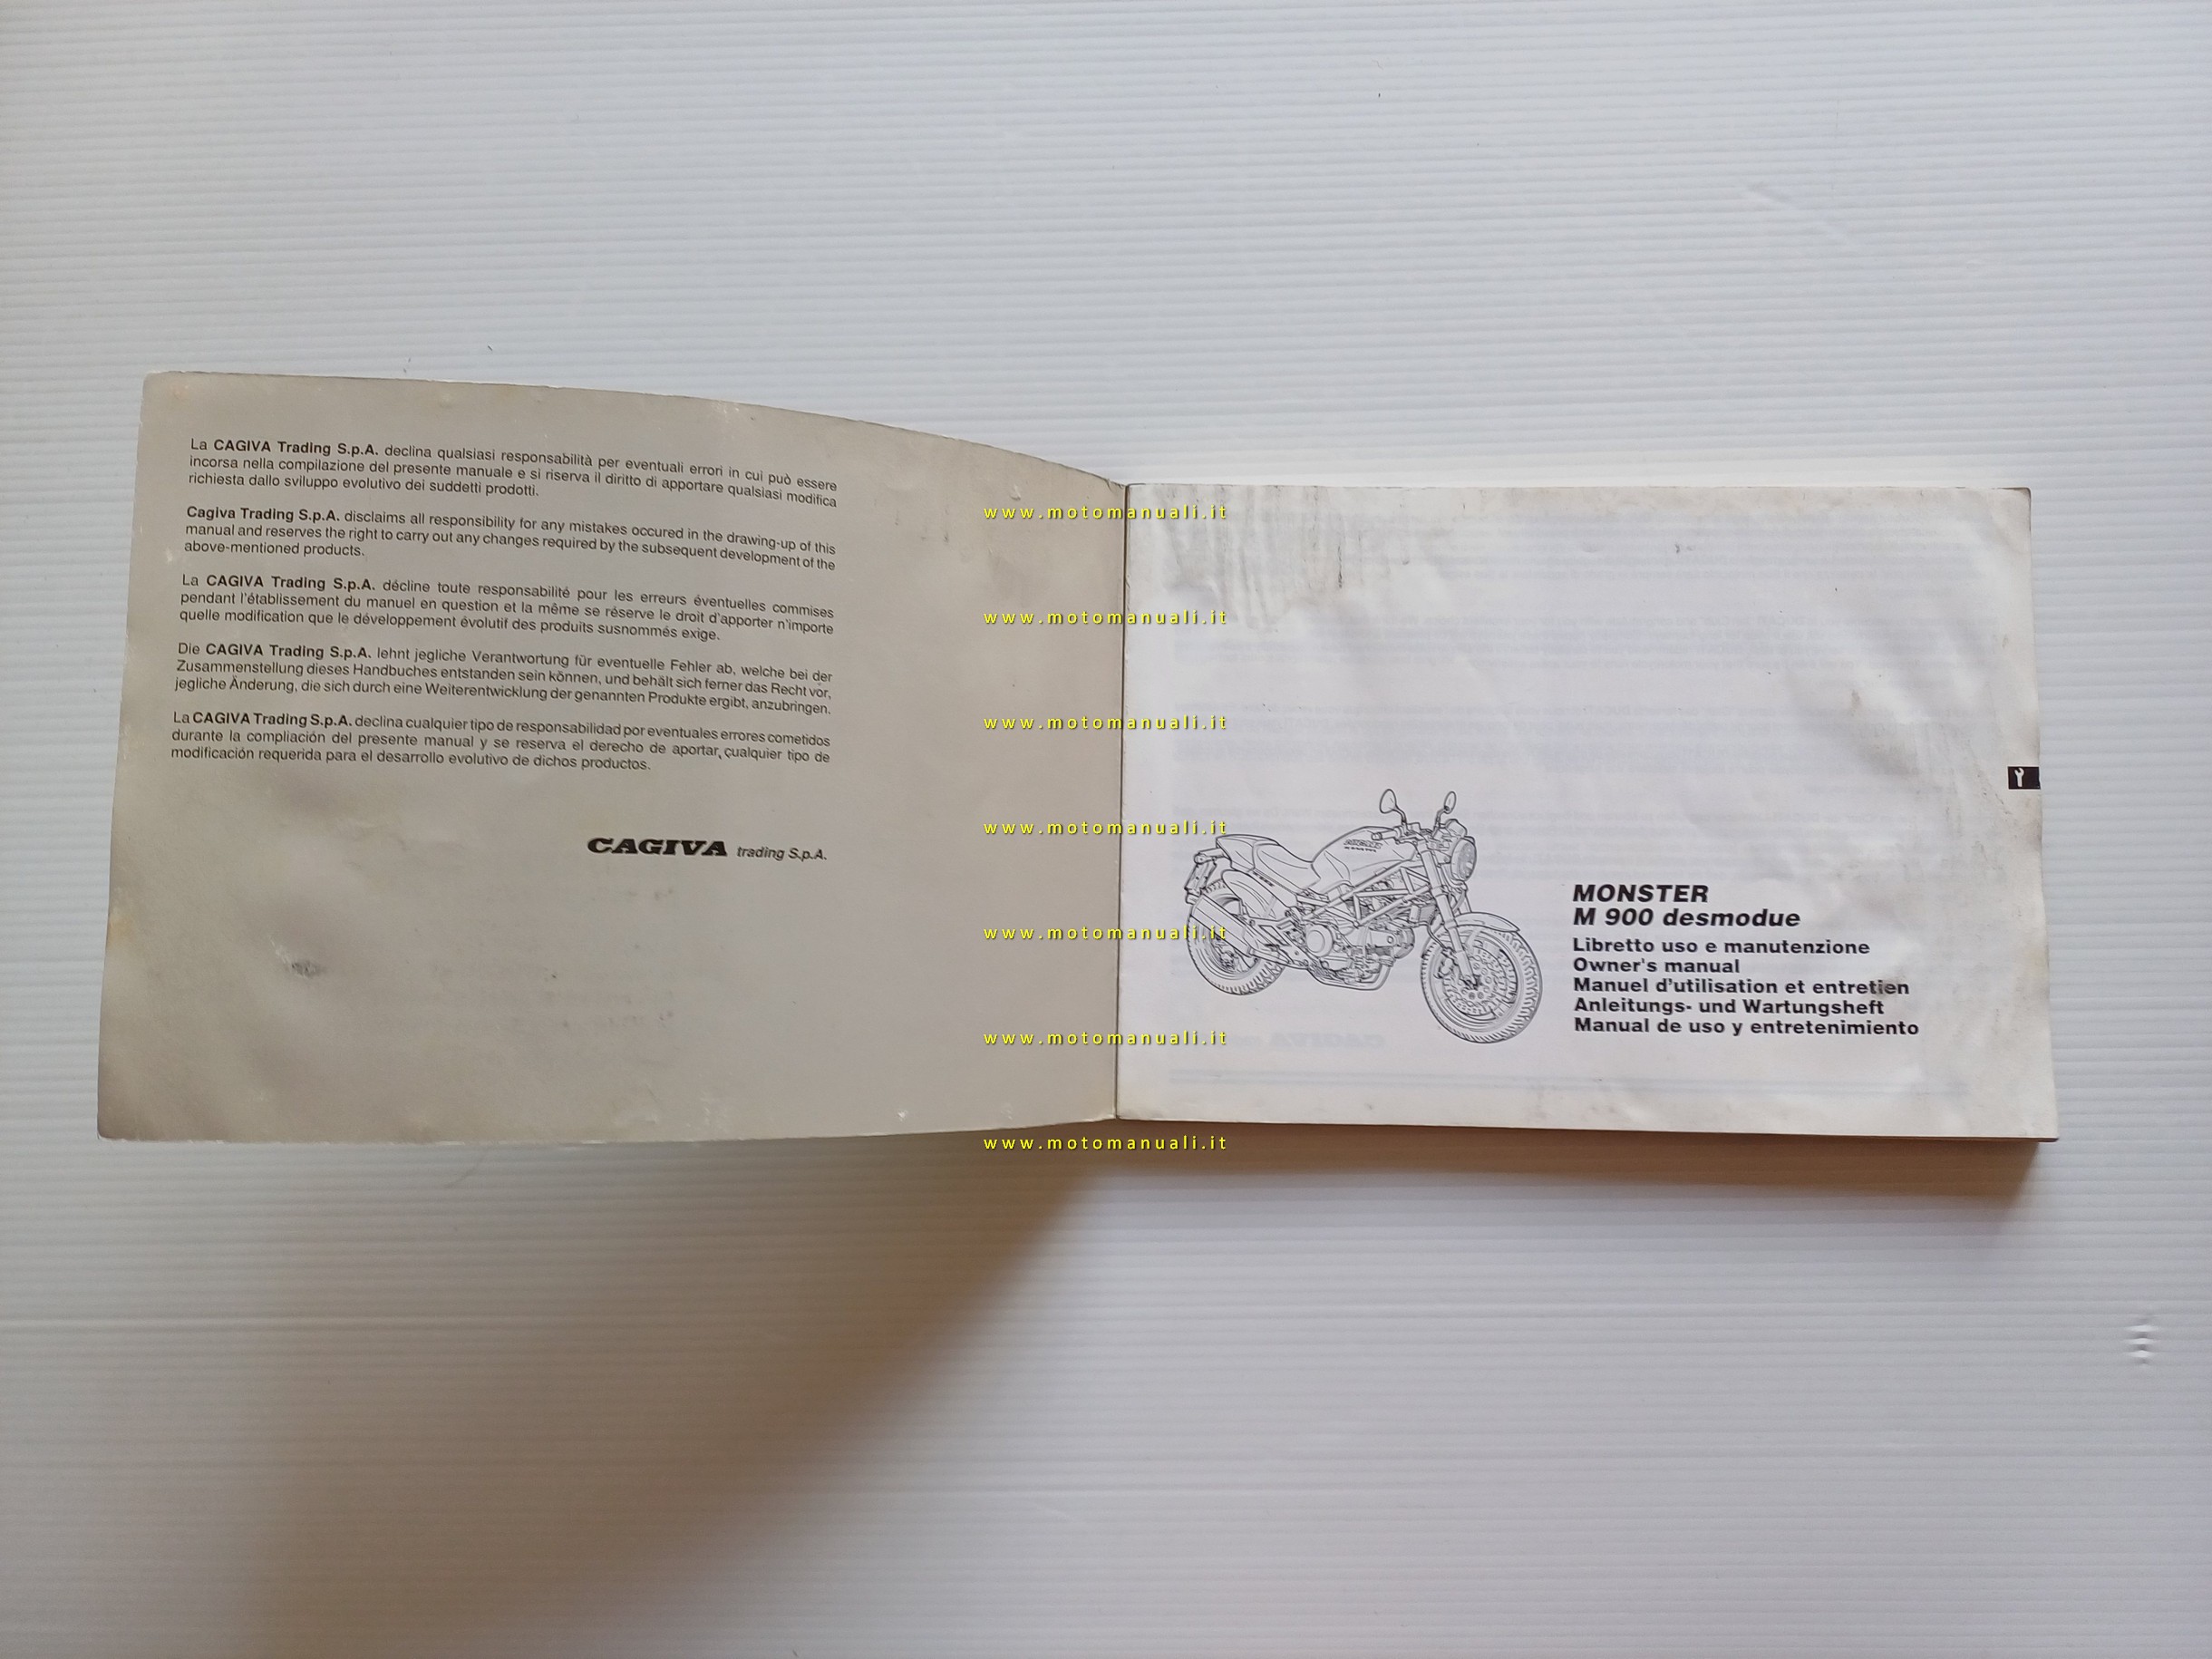 La CAGIVA Trading S.p.A. declina qualsiasi responsabilità per eventuali errori in cui può essere
incorsa nella compilazione del presente manuale e si riserva il diritto di apportare qualsiasi modifica
richiesta dallo sviluppo evolutivo dei suddetti prodotti.
Cagiva Trading S.p.A. disclaims all responsibility for any mistakes occured in the drawing-up of this
manual and reserves the right to carry out any changes required by the subsequent development of the
above-mentioned products.
La CAGIVA Trading S.p.A. décline toute responsabilité pour les erreurs éventuelles commises
pendant l'établissement du manuel en question et la même se réserve le droit d'apporter n'importe
quelle modification que le développement évolutif des produits susnommés exige.
Die CAGIVA Trading S.p.A. lehnt jegliche Verantwortung für eventuelle Fehler ab, welche bei der
Zusammenstellung dieses Handbuches entstanden sein können, und behält sich ferner das Recht vor,
jegliche Änderung, die sich durch eine Weiterentwicklung der genannten Produkte ergibt, anzubringen.
La CAGIVA Trading S.p.A. declina cualquier tipo de responsabilidad por eventuales errores cometidos
durante la compliación del presente manual y se reserva el derecho de aportar, cualquier tipo de
modificación requerida para el desarrollo evolutivo de dichos productos.
CAGIVA trading S.p.A.
www.motomanuali.it
www.motomanuali.it
www.motomanuali.it
www.motomanuali.it
www.motomanuali.it
www.motomanuali.it
www.motomanuali.it
MONSTER
M 900 desmodue
Libretto uso e manutenzione
Owner's manual
Manuel d'utilisation et entretien
Anleitungs- und Wartungsheft
Manual de uso y entretenimiento